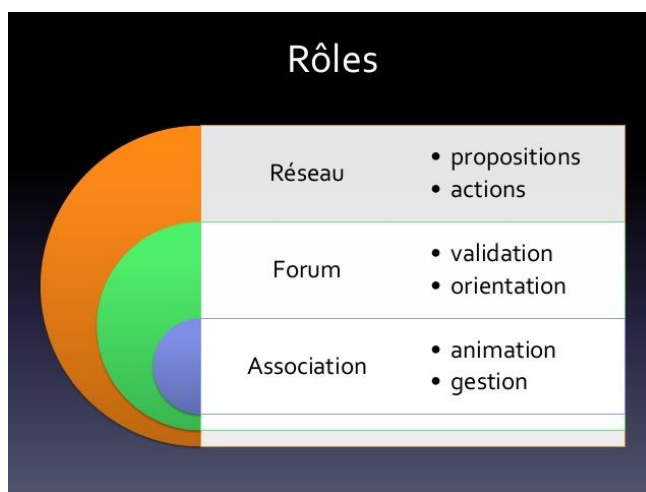 Rôles
Réseau
• propositions
• actions
Forum
• validation
• orientation
Association
• animation
• gestion